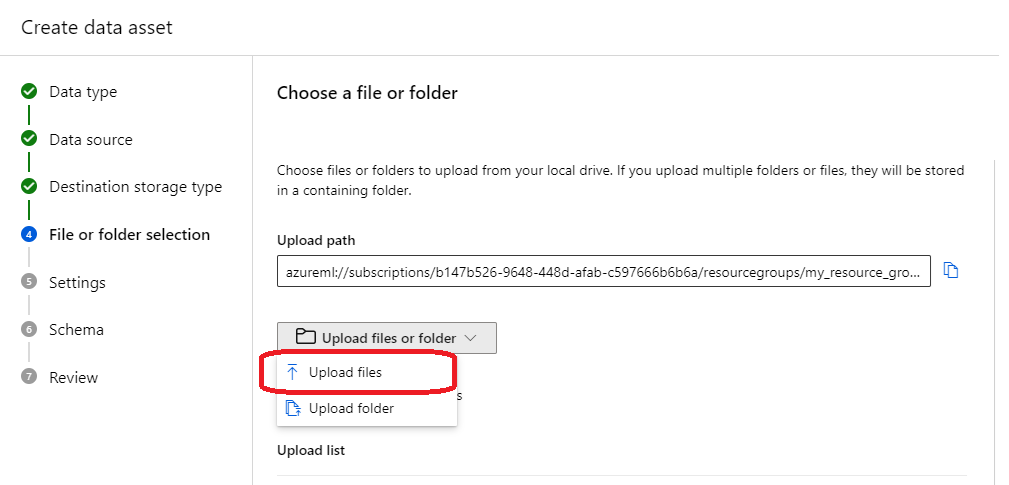 Create data asset
Data type
Data source
Destination storage type
4
File or folder selection
5
Settings
6
Schema
7
Review
Choose a file or folder
Choose files or folders to upload from your local drive. If you upload multiple folders or files, they will be stored
in a containing folder.
Upload path
azureml://subscriptions/b147b526-9648-448d-afab-c597666b6b6a/resourcegroups/my_resource_gro...
Upload files or folder
Upload files
s
Upload folder
Upload list